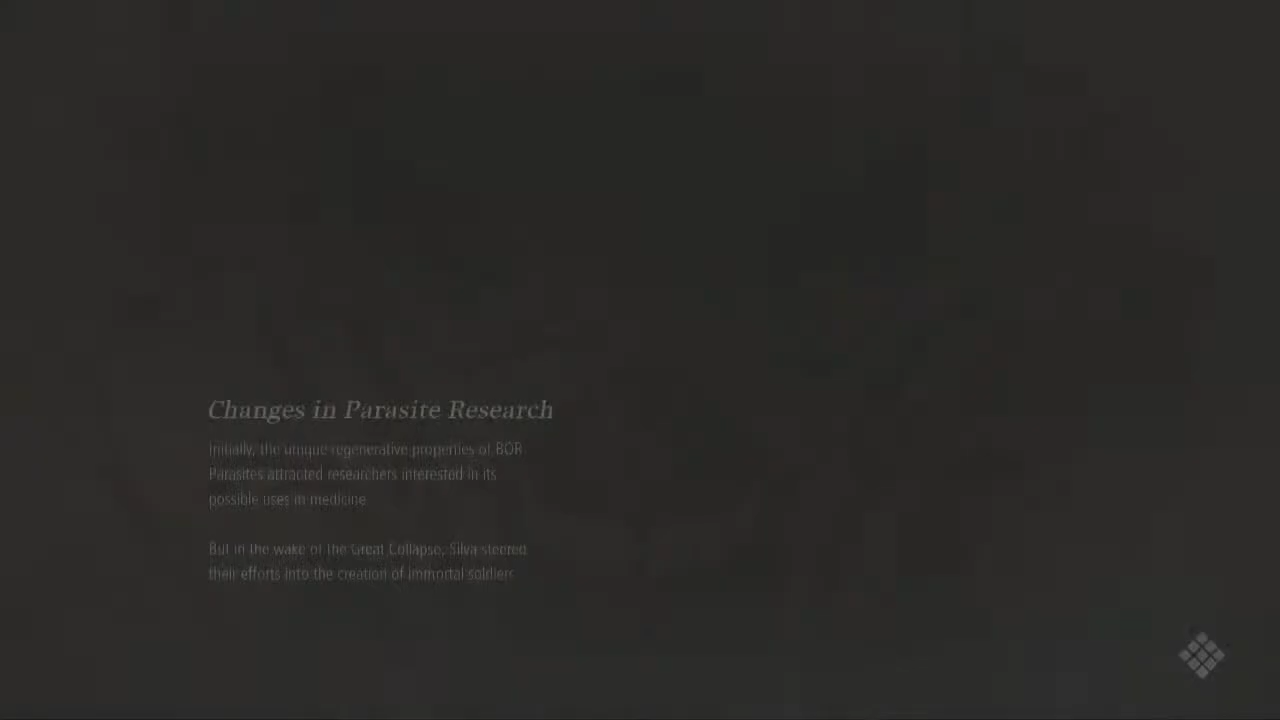 Changes in Parasite Research
Initially, the unique regenerative properties of BOR
Parasites attracted researchers interested in its
possible uses in medicine.
But in the wake of the Great Collapse, Silva steered
their efforts into the creation of immortal soldiers.